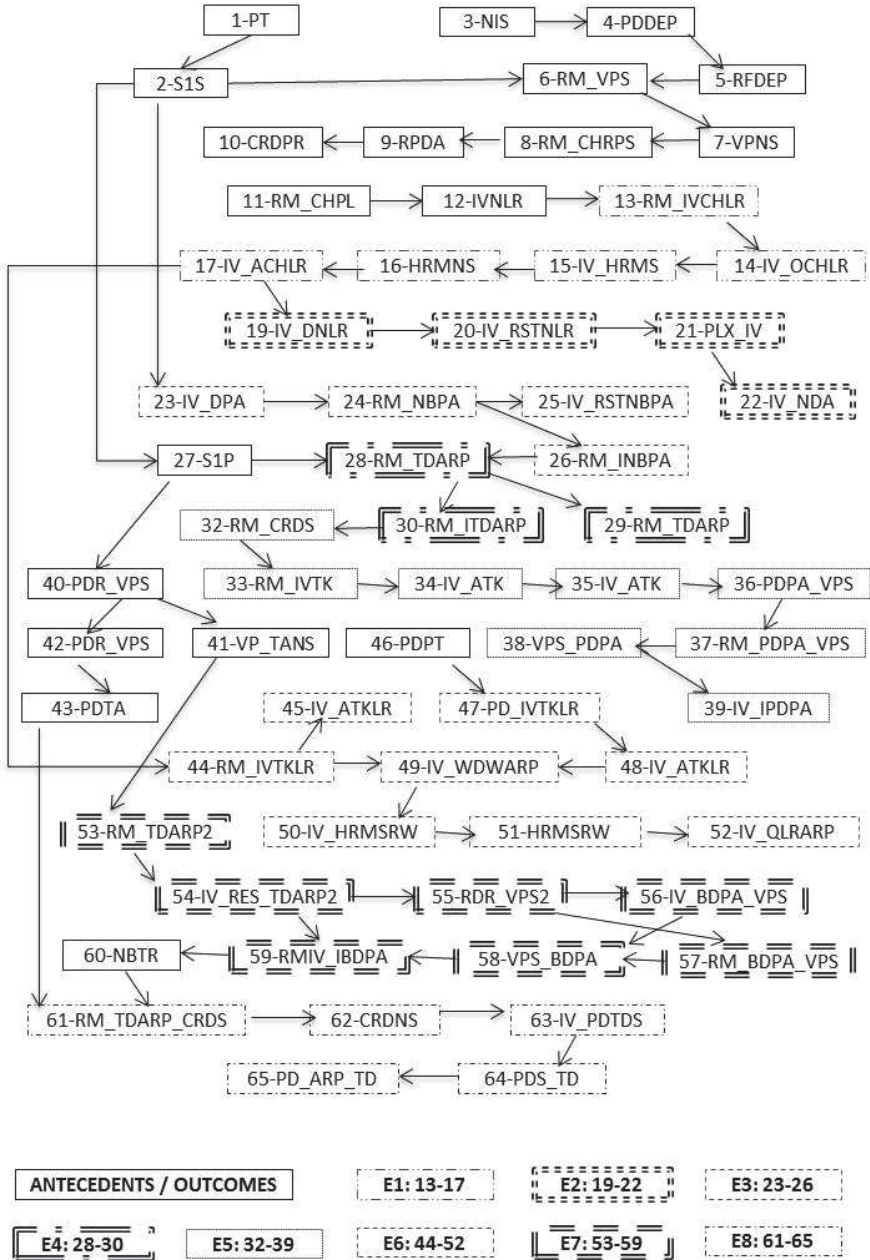 1-PT
3-NIS
4-PDDEP
2-S1S
6-RM_VPS
5-RFDEP
10-CRDPR
9-RPDA
8-RM_CHRPS
7-VPNS
11-RM_CHPL
12-IVNLR
13-RM_IVCHLR
17-IV_ACHLR
16-HRMNS
15-IV_HRMS
14-IV_OCHLR
19-IV_DNLR
20-IV_RSTNLR
21-PLX_IV
23-IV_DPA
24-RM_NBPA
25-IV_RSTNBPA
22-IV_NDA
27-S1P
28-RM_TDARP
26-RM_INBPA
32-RM_CRDS
30-RM_ITDARP
29-RM_TDARP
40-PDR_VPS
33-RM_IVTK
34-IV_ATK
35-IV_ATK
36-PDPA_VPS
42-PDR_VPS
41-VP_TANS
46-PDPT
38-VPS_PDPA
37-RM_PDPA_VPS
43-PDTA
45-IV_ATKLR
47-PD_IVTKLR
39-IV_IPDPA
44-RM_IVTKLR
49-IV_WDWARP
48-IV_ATKLR
53-RM_TDARP2
50-IV_HRMSRW
51-HRMSRW
52-IV_QLRARP
54-IV_RES_TDARP2
55-RDR_VPS2
56-IV_BDPA_VPS
60-NBTR
59-RMIV_IBDPA
58-VPS_BDPA
57-RM_BDPA_VPS
61-RM_TDARP_CRDS
62-CRDNS
63-IV_PDTDS
65-PD_ARP_TD
64-PDS_TD
ANTECEDENTS / OUTCOMES
E1: 13-17
E2: 19-22
E3: 23-26
E4: 28-30
E5: 32-39
E6: 44-52
E7: 53-59
E8: 61-65